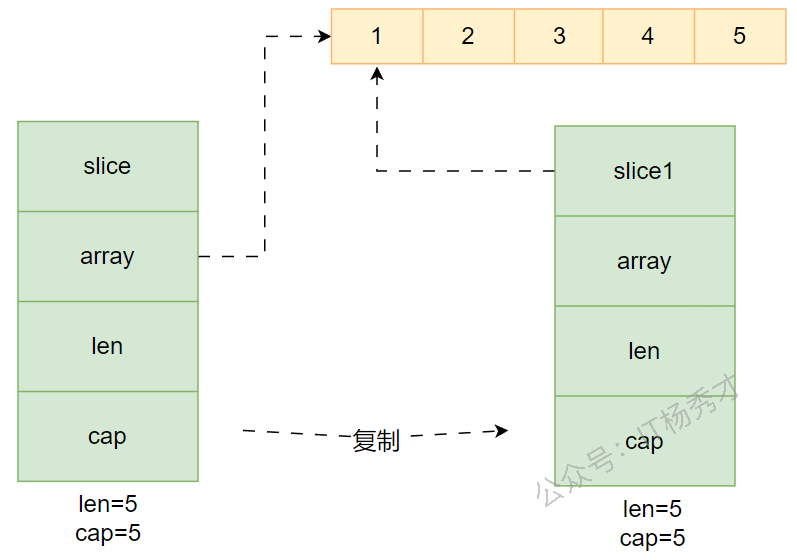 1 2 3 4 5
slice
array
len
cap
len=5
cap=5
复制
slice1
array
len
cap
len=5
cap=5
公众号：IT杨秀才